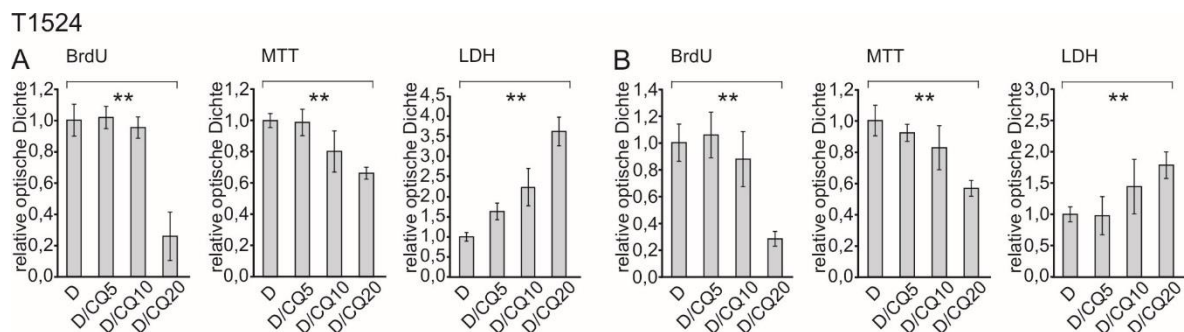 T1524
A
BrdU
**
relative optische Dichte
1,2
1,0
0,8
0,6
0,4
0,2
0,0
D
D/CQ5
D/CQ10
D/CQ20
MTT
**
relative optische Dichte
1,2
1,0
0,8
0,6
0,4
0,2
0,0
D
D/CQ5
D/CQ10
D/CQ20
LDH
**
relative optische Dichte
4,5
4,0
3,5
3,0
2,5
2,0
1,5
1,0
0,5
0,0
D
D/CQ5
D/CQ10
D/CQ20
B
BrdU
**
relative optische Dichte
1,4
1,2
1,0
0,8
0,6
0,4
0,2
0,0
D
D/CQ5
D/CQ10
D/CQ20
MTT
**
relative optische Dichte
1,2
1,0
0,8
0,6
0,4
0,2
0,0
D
D/CQ5
D/CQ10
D/CQ20
LDH
**
relative optische Dichte
3,0
2,5
2,0
1,5
1,0
0,5
0,0
D
D/CQ5
D/CQ10
D/CQ20